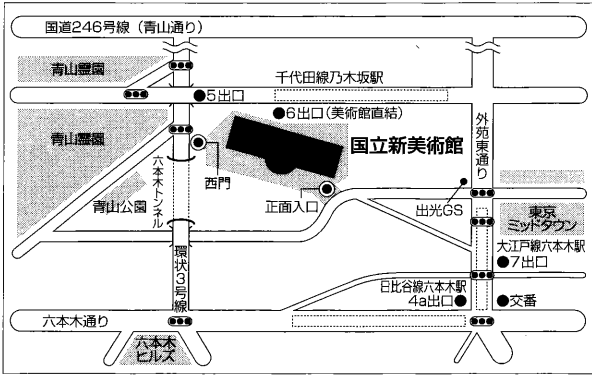 国道246号線（青山通り）
青山霊園
千代田線乃木坂駅
●5出口
●6出口（美術館直結）
青山霊園
国立新美術館
外苑東通り
六本木トンネル
西門
青山公園
正面入口
出光GS
東京
ミッドタウン
大江戸線六本木駅
●7出口
環状3号線
日比谷線六本木駅
4a出口●
●交番
六本木通り
六本木
ヒルズ